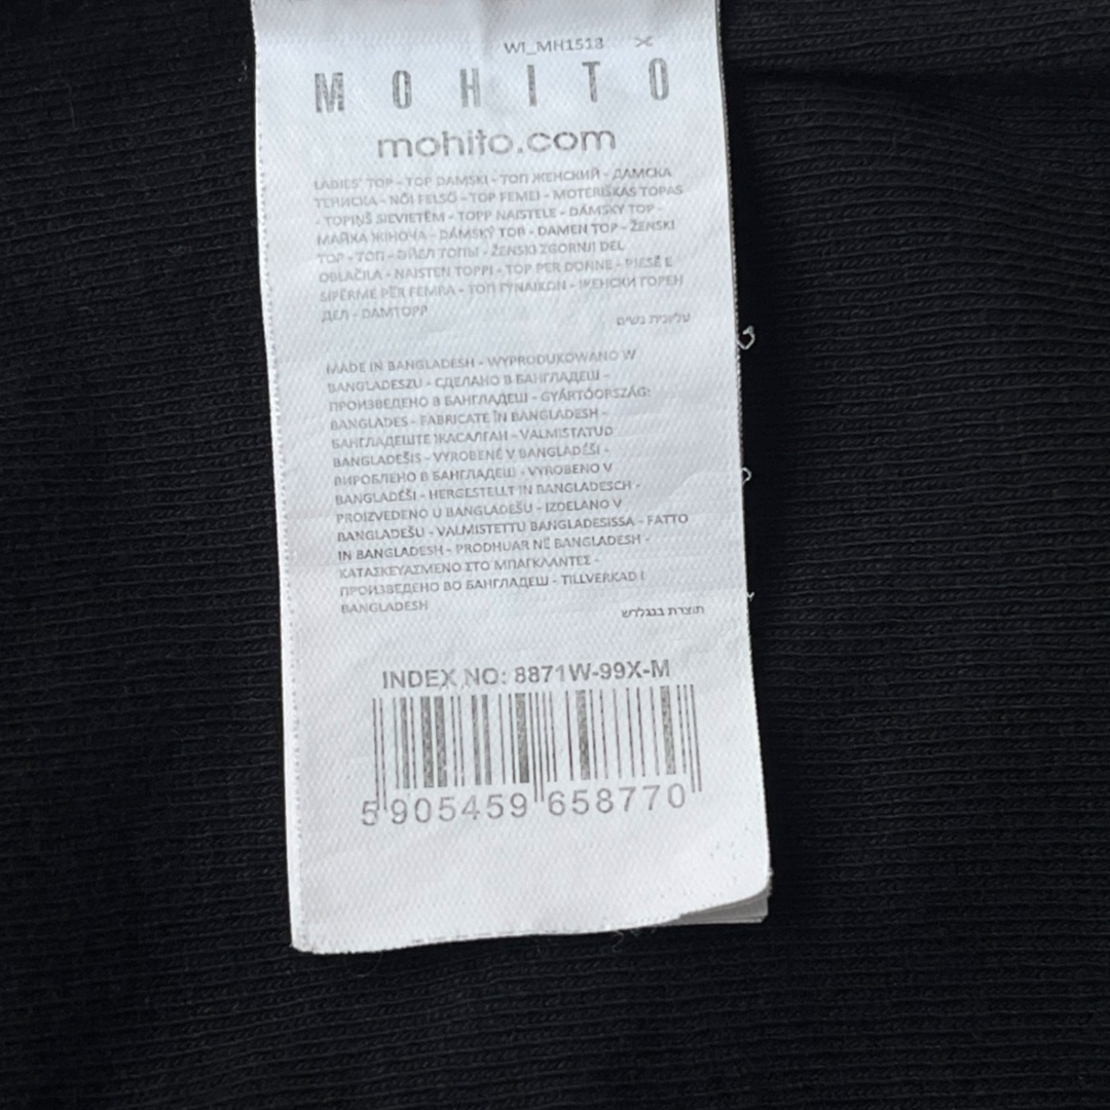 WI_MH1513
MOHITO
mohito.com
LADIES' TOP - TOP DAMSKI - ТОП ЖЕНСКИЙ - ДАМСКА
ТЕНИСКА - NŐI FELSŐ - TOP FEMEI - MOTERIŠKAS TOPAS
- TOPIŅŠ SIEVIETĒM - TOPP NAISTELE - DÁMSKÝ TOP -
МАЙКА ЖІНОЧА - DÁMSKÝ TOP - DAMEN TOP - ŽENSKI
TOP - ТОП - ӘЙЕЛ ТОПЫ - ŽENSKI ZGORNJI DEL
OBLAČILA - NAISTEN TOPPI - TOP PER DONNE - PJESË E
SIPËRME PËR FEMRA - ΤΟΠ ΓΥΝΑΙΚΩΝ - ЖЕНСКИ ГОРЕН
ДЕЛ - DAMTOPP
עליונית נשים
MADE IN BANGLADESH - WYPRODUKOWANO W
BANGLADESZU - СДЕЛАНО В БАНГЛАДЕШ -
ПРОИЗВЕДЕНО В БАНГЛАДЕШ - GYÁRTÓORSZÁG:
BANGLADES - FABRICATE ÎN BANGLADESH -
БАНГЛАДЕШТЕ ЖАСАЛҒАН - VALMISTATUD
BANGLADEŠIS - VYROBENÉ V BANGLADÉŠI -
ВИРОБЛЕНО В БАНГЛАДЕШ - VYROBENO V
BANGLADÉŠI - HERGESTELLT IN BANGLADESCH -
PROIZVEDENO U BANGLADEŠU - IZDELANO V
BANGLADEŠU - VALMISTETTU BANGLADESISSA - FATTO
IN BANGLADESH - PRODHUAR NË BANGLADESH -
ΚΑΤΑΣΚΕΥΑΣΜΕΝΟ ΣΤΟ ΜΠΑΓΚΛΑΝΤΕΣ -
ПРОИЗВЕДЕНО ВО БАНГЛАДЕШ - TILLVERKAD I
BANGLADESH
תוצרת בנגלדש
INDEX NO: 8871W-99X-M
5 905459 658770